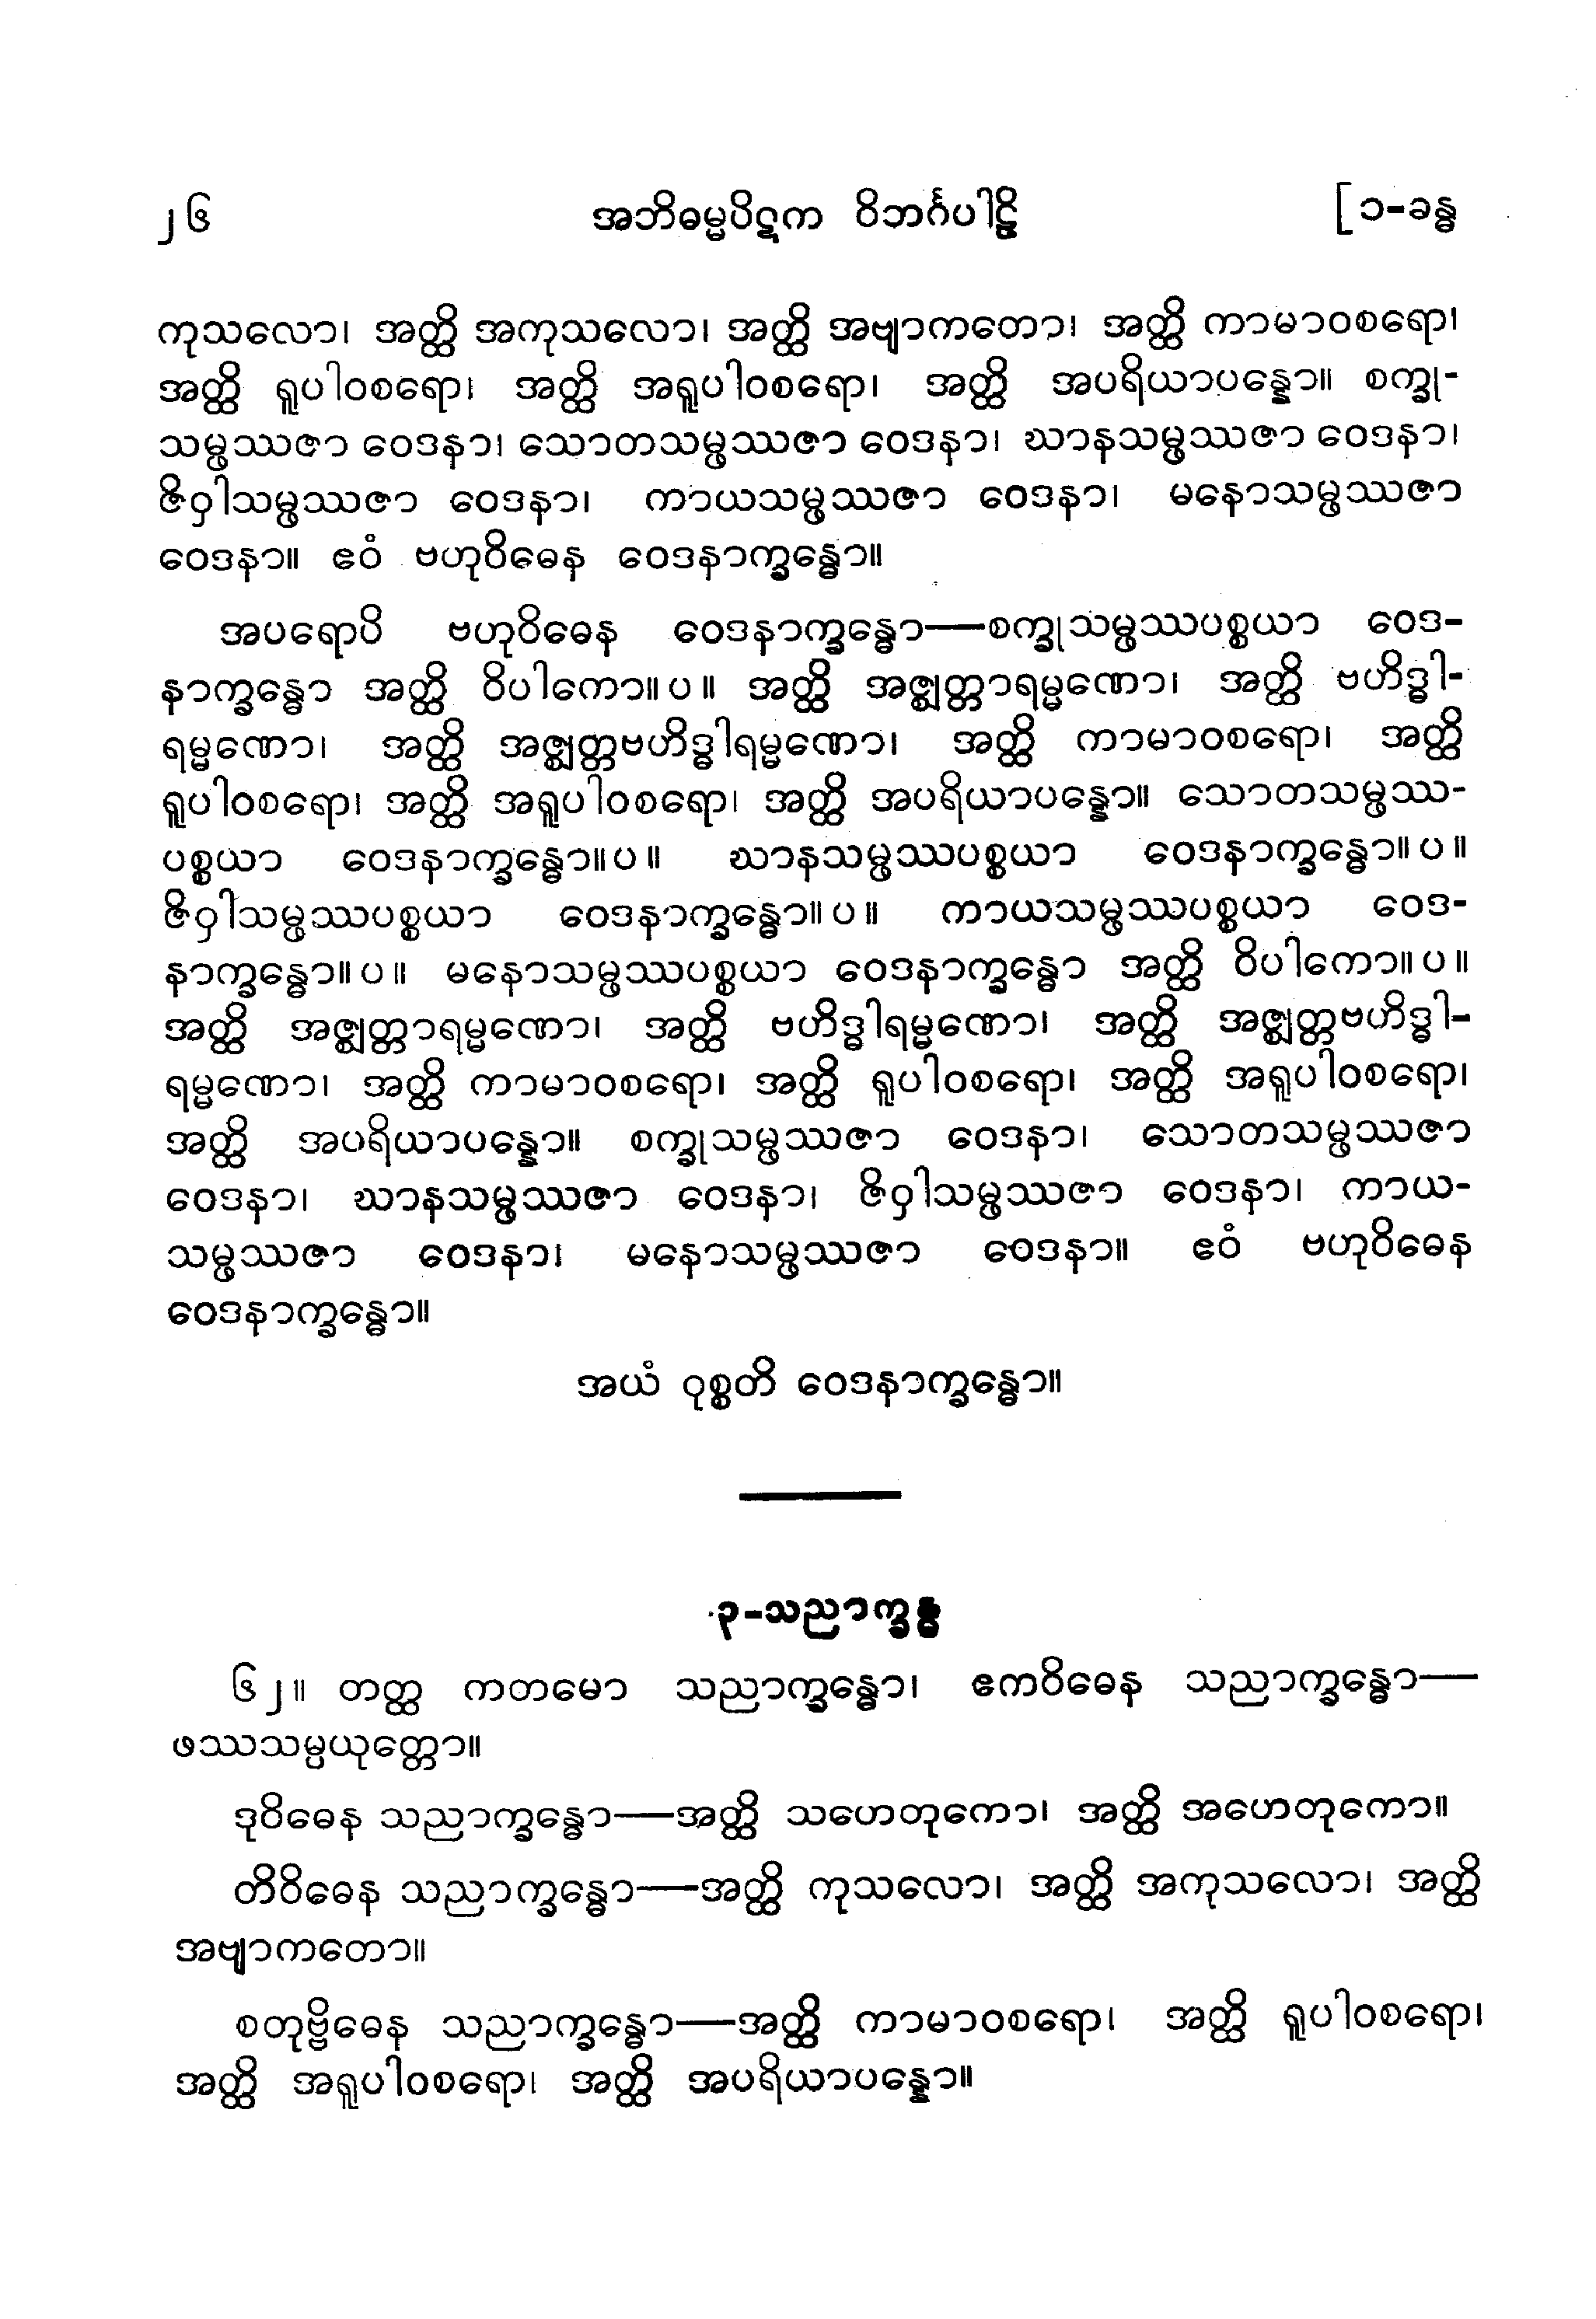 ၂၆ အဘိဓမ္မပိဋက ဝိဘင်္ဂပါဠိ [၁-ခန္ဓ
ကုသလော၊ အတ္ထိ အကုသလော၊ အတ္ထိ အဗျာကတော၊ အတ္ထိ ကာမာဝစရော၊
အတ္ထိ ရူပါဝစရော၊ အတ္ထိ အရူပါဝစရော၊ အတ္ထိ အပရိယာပန္နော။ စက္ခု-
သမ္ဖဿဇာ ဝေဒနာ၊ သောတသမ္ဖဿဇာ ဝေဒနာ၊ ဃာနသမ္ဖဿဇာ ဝေဒနာ၊
ဇိဝှါသမ္ဖဿဇာ ဝေဒနာ၊ ကာယသမ္ဖဿဇာ ဝေဒနာ၊ မနောသမ္ဖဿဇာ
ဝေဒနာ။ ဧဝံ ဗဟုဝိဓေန ဝေဒနာက္ခန္ဓော။
အပရောပိ ဗဟုဝိဓေန ဝေဒနာက္ခန္ဓော—စက္ခုသမ္ဖဿပစ္စယာ ဝေဒ-
နာက္ခန္ဓော အတ္ထိ ဝိပါကော။ပ။ အတ္ထိ အဇ္ဈတ္တာရမ္မဏော၊ အတ္ထိ ဗဟိဒ္ဓါ-
ရမ္မဏော၊ အတ္ထိ အဇ္ဈတ္တဗဟိဒ္ဓါရမ္မဏော၊ အတ္ထိ ကာမာဝစရော၊ အတ္ထိ
ရူပါဝစရော၊ အတ္ထိ အရူပါဝစရော၊ အတ္ထိ အပရိယာပန္နော။ သောတသမ္ဖဿ-
ပစ္စယာ ဝေဒနာက္ခန္ဓော။ပ။ ဃာနသမ္ဖဿပစ္စယာ ဝေဒနာက္ခန္ဓော။ပ။
ဇိဝှါသမ္ဖဿပစ္စယာ ဝေဒနာက္ခန္ဓော။ပ။ ကာယသမ္ဖဿပစ္စယာ ဝေဒ-
နာက္ခန္ဓော။ပ။ မနောသမ္ဖဿပစ္စယာ ဝေဒနာက္ခန္ဓော အတ္ထိ ဝိပါကော။ပ။
အတ္ထိ အဇ္ဈတ္တာရမ္မဏော၊ အတ္ထိ ဗဟိဒ္ဓါရမ္မဏော၊ အတ္ထိ အဇ္ဈတ္တဗဟိဒ္ဓါ-
ရမ္မဏော၊ အတ္ထိ ကာမာဝစရော၊ အတ္ထိ ရူပါဝစရော၊ အတ္ထိ အရူပါဝစရော၊
အတ္ထိ အပရိယာပန္နော။ စက္ခုသမ္ဖဿဇာ ဝေဒနာ၊ သောတသမ္ဖဿဇာ
ဝေဒနာ၊ ဃာနသမ္ဖဿဇာ ဝေဒနာ၊ ဇိဝှါသမ္ဖဿဇာ ဝေဒနာ၊ ကာယ-
သမ္ဖဿဇာ ဝေဒနာ၊ မနောသမ္ဖဿဇာ ဝေဒနာ။ ဧဝံ ဗဟုဝိဓေန
ဝေဒနာက္ခန္ဓော။
အယံ ဝုစ္စတိ ဝေဒနာက္ခန္ဓော။
၃-သညာက္ခန္ဓ
၆၂။ တတ္ထ ကတမော သညာက္ခန္ဓော၊ ဧကဝိဓေန သညာက္ခန္ဓော—
ဖဿသမ္ပယုတ္တော။
ဒုဝိဓေန သညာက္ခန္ဓော—အတ္ထိ သဟေတုကော၊ အတ္ထိ အဟေတုကော။
တိဝိဓေန သညာက္ခန္ဓော—အတ္ထိ ကုသလော၊ အတ္ထိ အကုသလော၊ အတ္ထိ
အဗျာကတော။
စတုဗ္ဗိဓေန သညာက္ခန္ဓော—အတ္ထိ ကာမာဝစရော၊ အတ္ထိ ရူပါဝစရော၊
အတ္ထိ အရူပါဝစရော၊ အတ္ထိ အပရိယာပန္နော။